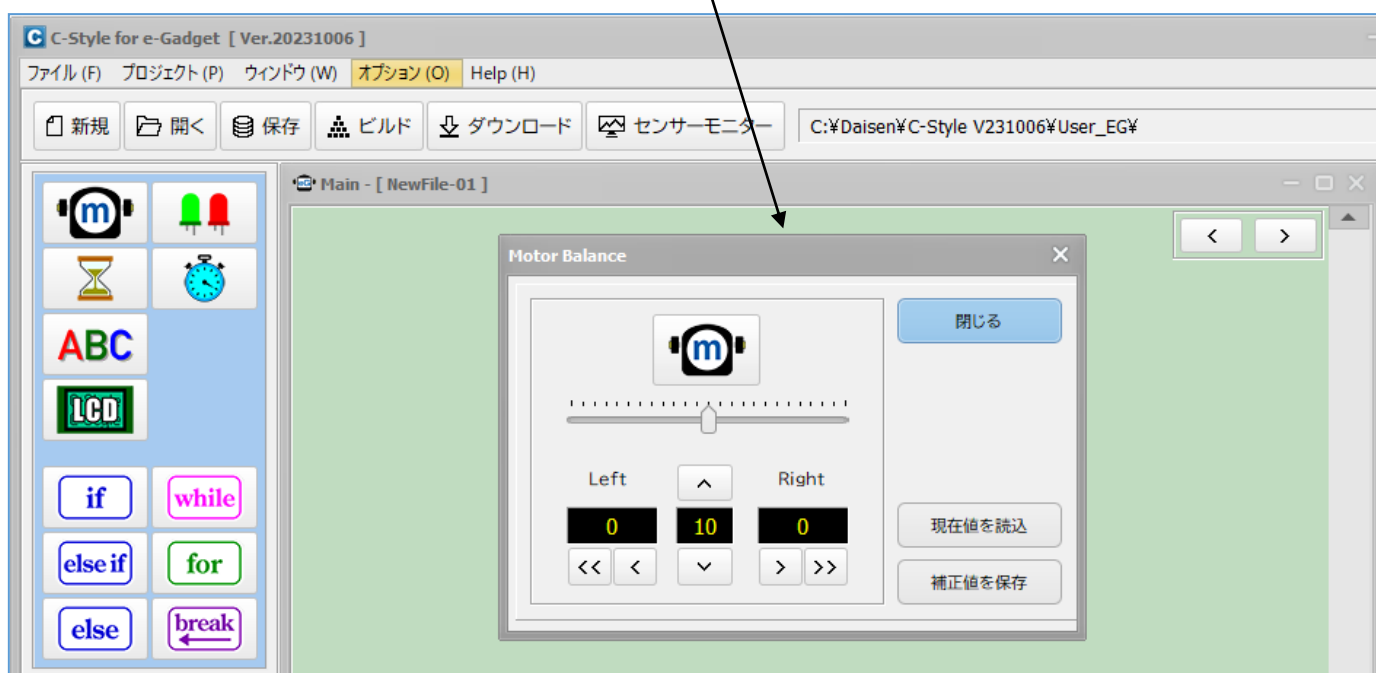 C-Style for e-Gadget [ Ver.20231006 ]
ファイル (F) プロジェクト (P) ウィンドウ (W) オプション (O) Help (H)
新規 開く 保存 ビルド ダウンロード センサーモニター C:¥Daisen¥C-Style V231006¥User_EG¥
Main - [ NewFile-01 ]
m
ABC
LCD
if while
else if for
else break
< >
Motor Balance
m
閉じる
Left Right
0 10 0
<< < > >>
現在値を読込
補正値を保存